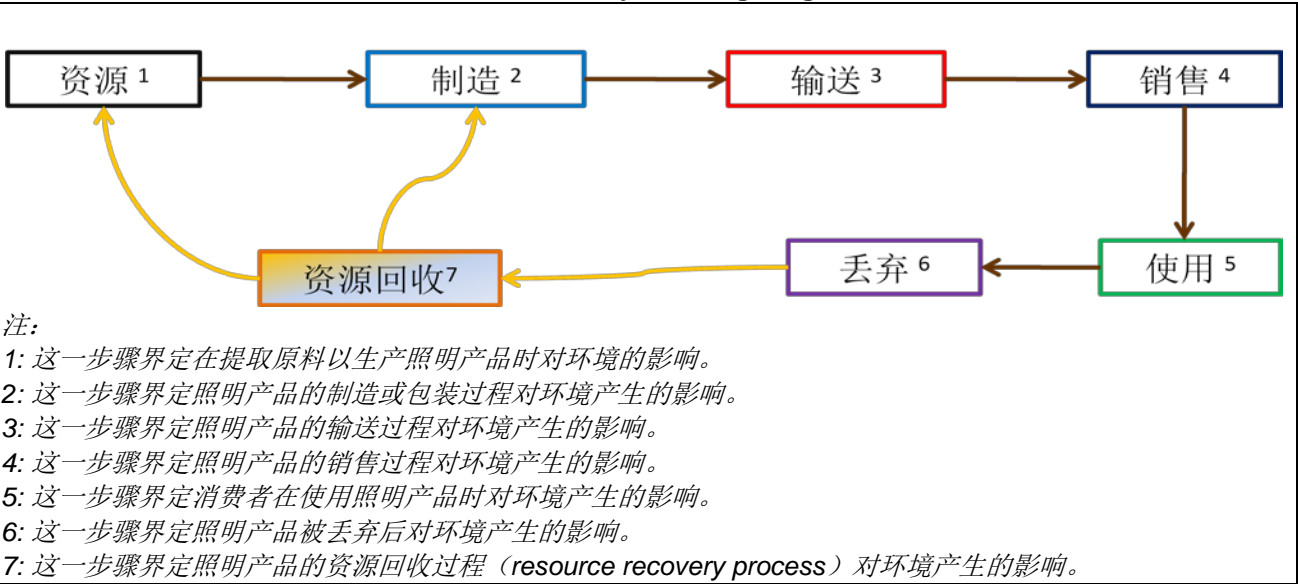 资源 1
制造 2
输送 3
销售 4
资源回收7
丢弃 6
使用 5
注：
1: 这一步骤界定在提取原料以生产照明产品时对环境的影响。
2: 这一步骤界定照明产品的制造或包装过程对环境产生的影响。
3: 这一步骤界定照明产品的输送过程对环境产生的影响。
4: 这一步骤界定照明产品的销售过程对环境产生的影响。
5: 这一步骤界定消费者在使用照明产品时对环境产生的影响。
6: 这一步骤界定照明产品被丢弃后对环境产生的影响。
7: 这一步骤界定照明产品的资源回收过程（resource recovery process）对环境产生的影响。